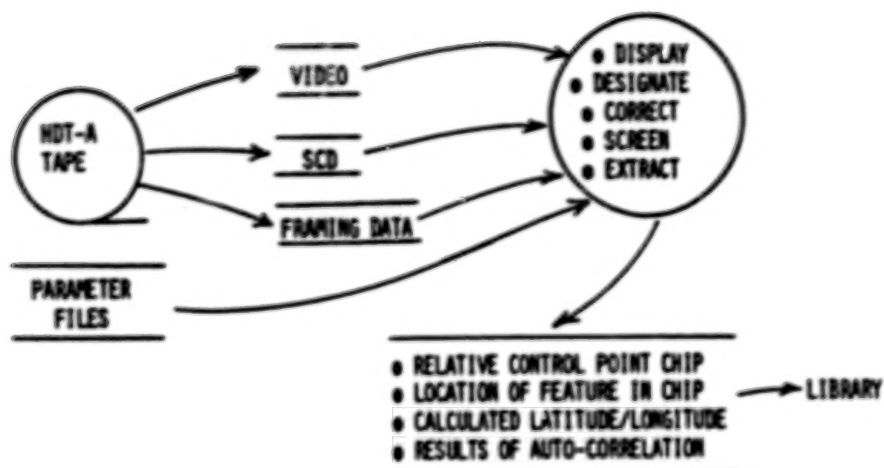 HDT-A
TAPE
VIDEO
SCD
FRAMING DATA
PARAMETER
FILES
● DISPLAY
● DESIGNATE
● CORRECT
● SCREEN
● EXTRACT
● RELATIVE CONTROL POINT CHIP
● LOCATION OF FEATURE IN CHIP
LIBRARY
● CALCULATED LATITUDE/LONGITUDE
● RESULTS OF AUTO-CORRELATION